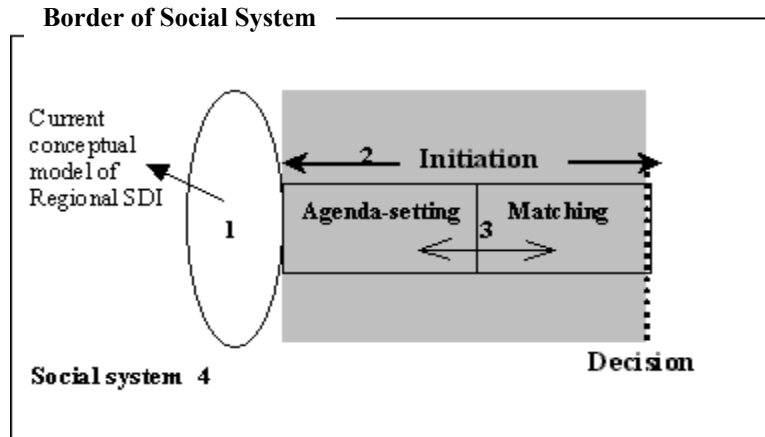 Border of Social System
Current
conceptual
model of
Regional SDI
1
2 Initiation
Agenda-setting
3
Matching
Social system 4
Decision